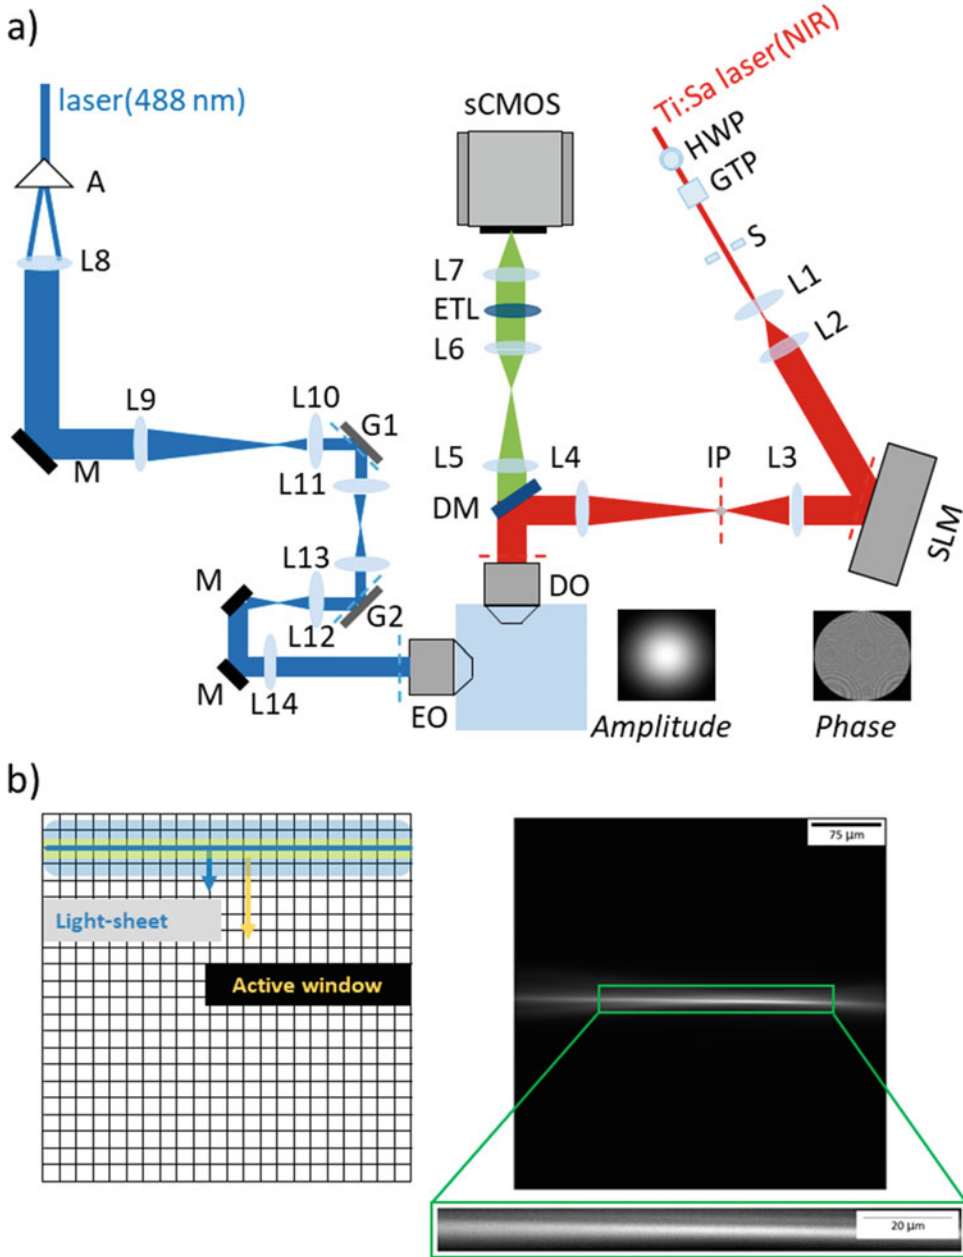 a)
laser(488 nm)
A
L8
L9
M
L10
G1
L11
L13
M
L12
G2
M
L14
EO
sCMOS
L7
ETL
L6
L5
DM
L4
IP
L3
DO
Ti:Sa laser(NIR)
HWP
GTP
S
L1
L2
SLM
Amplitude
Phase
b)
Light-sheet
Active window
75 µm
20 µm